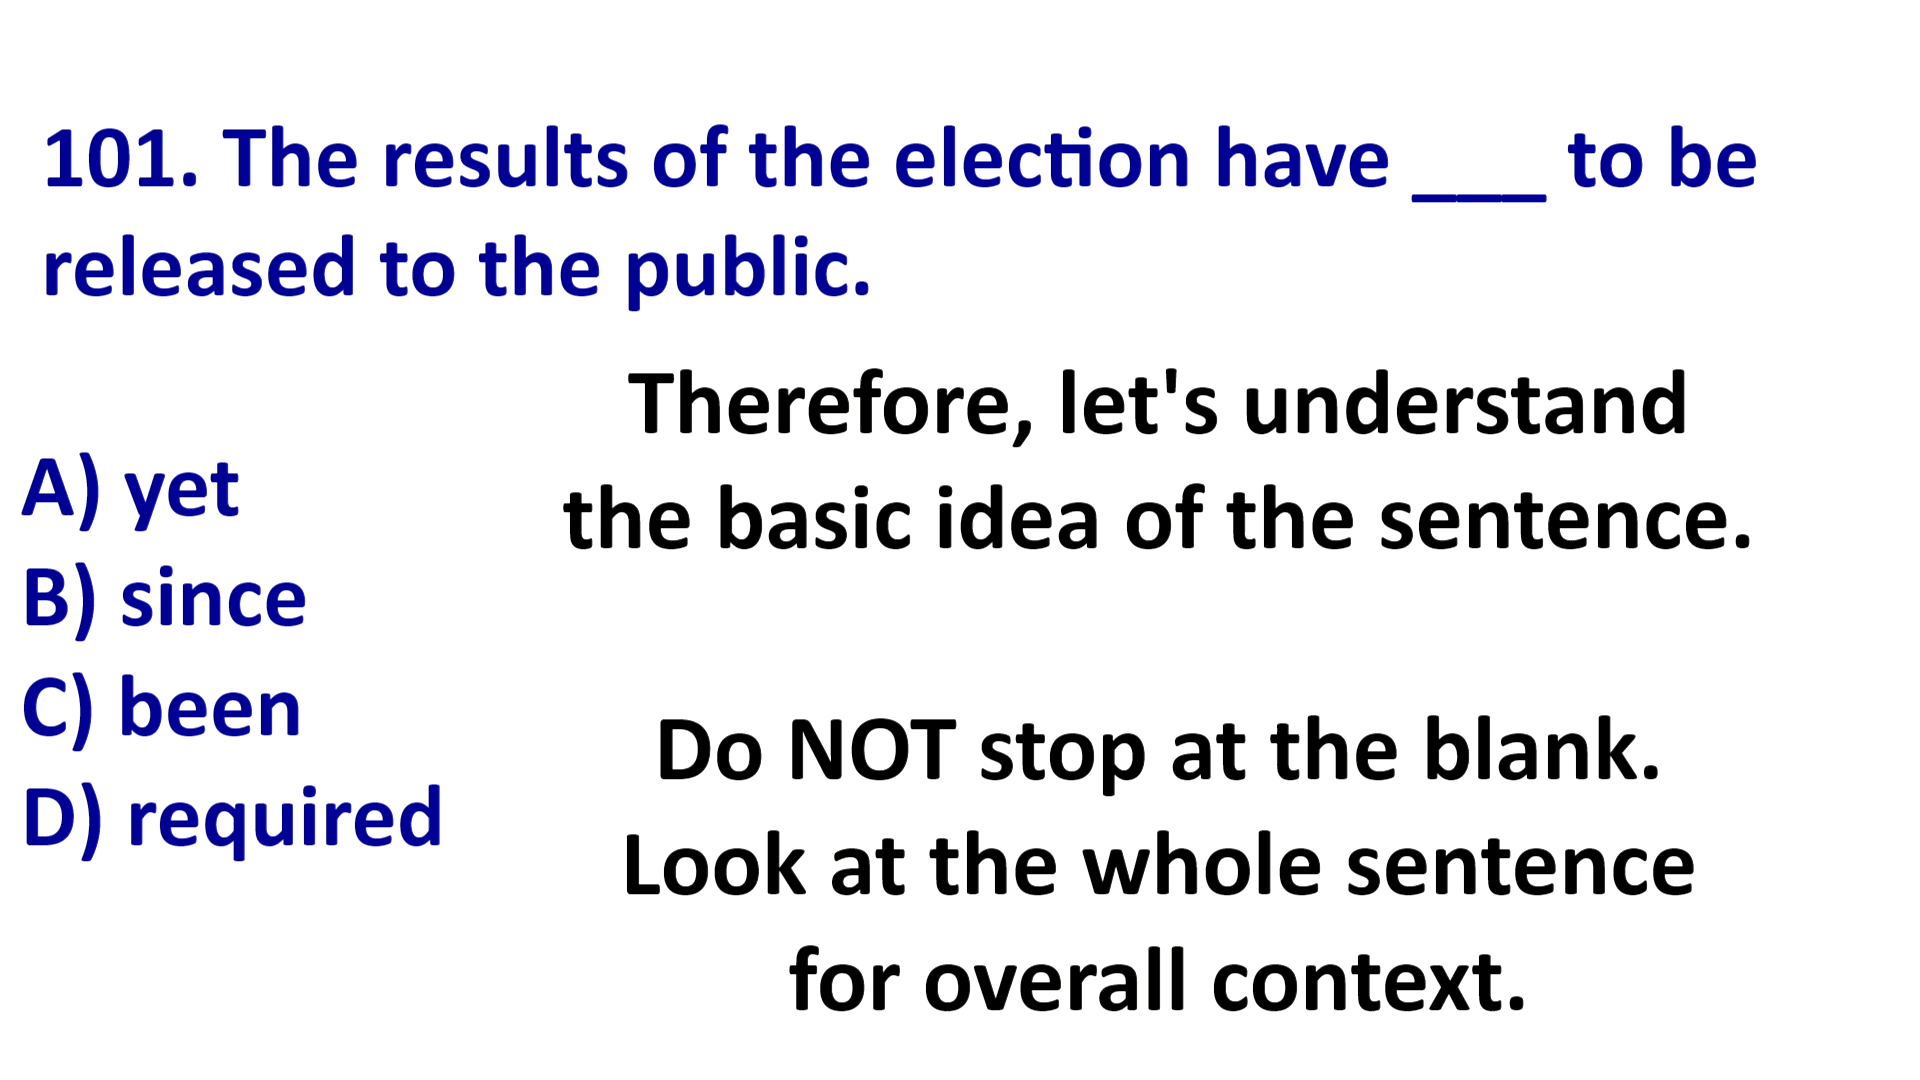 101. The results of the election have ___ to be
released to the public.
Therefore, let's understand
the basic idea of the sentence.
A) yet
B) since
C) been
D) required
Do NOT stop at the blank.
Look at the whole sentence
for overall context.